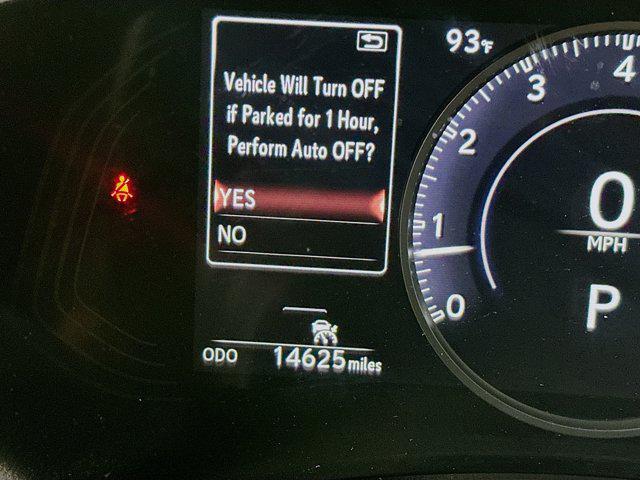 93°F
Vehicle Will Turn OFF
if Parked for 1 Hour,
Perform Auto OFF?
YES
NO
ODO 14625 miles
4
3
2
1
0
0
MPH
P